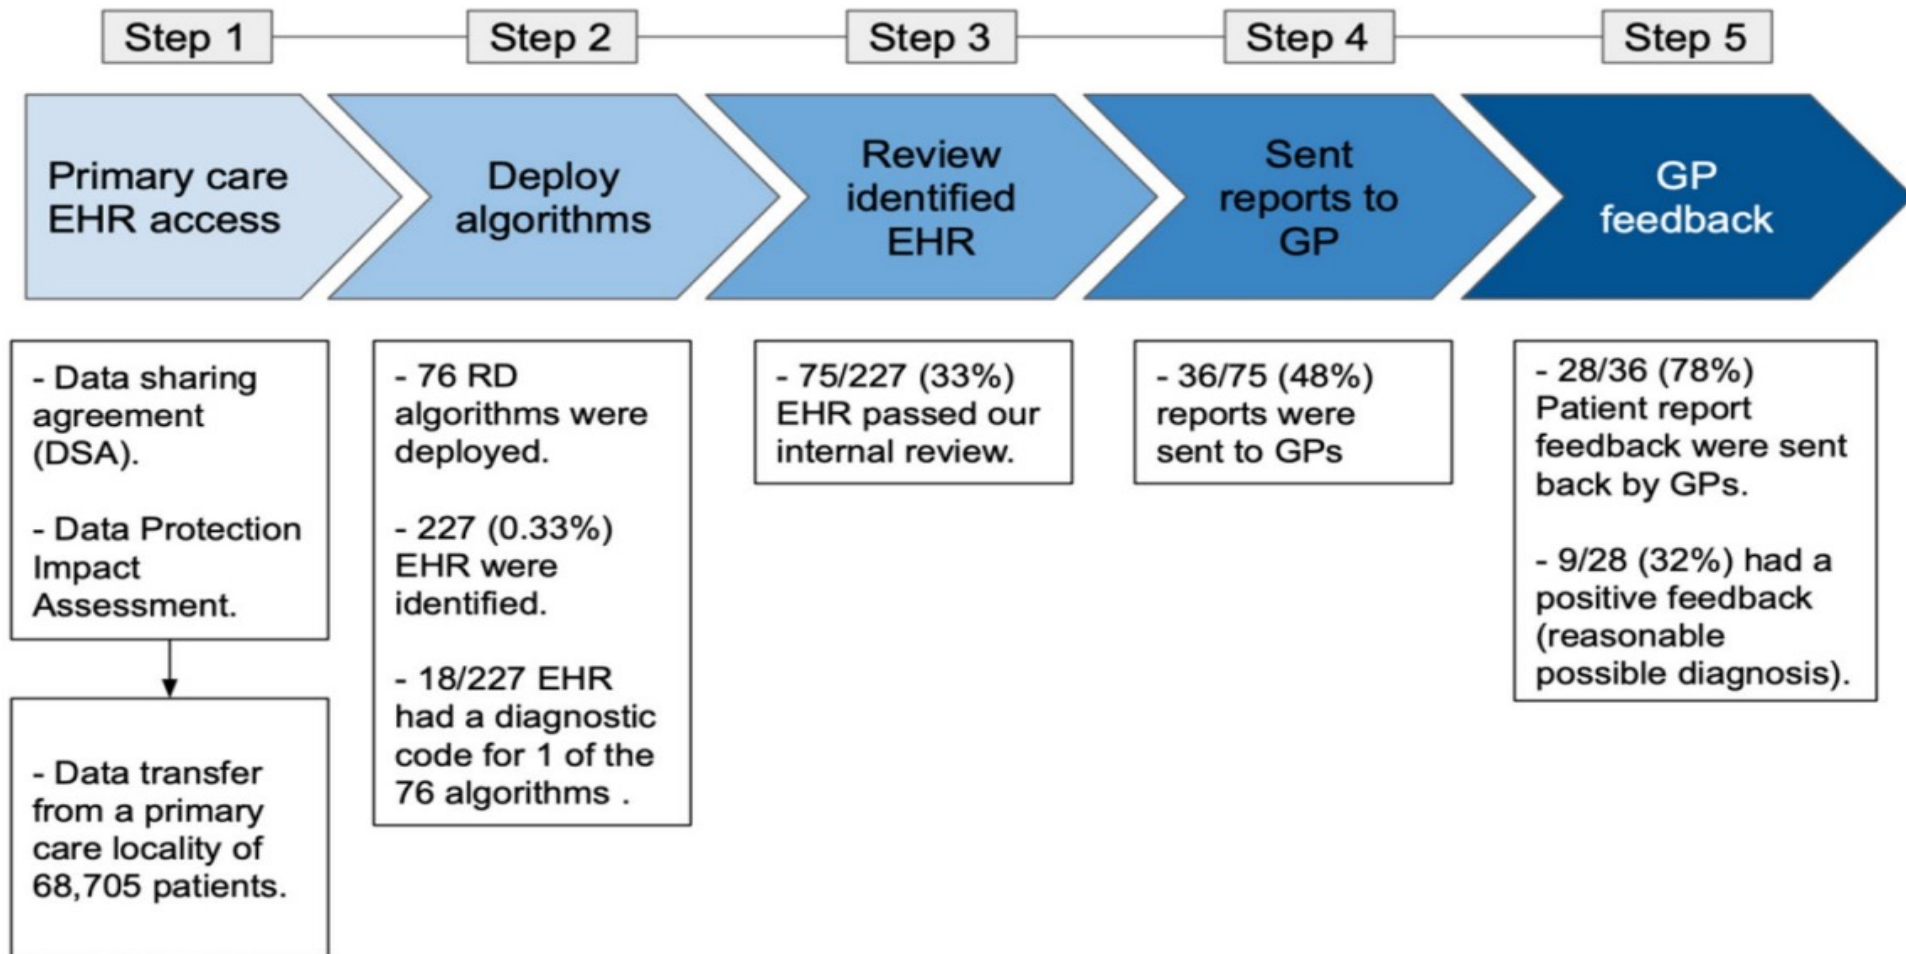 Step 1
Step 2
Step 3
Step 4
Step 5
Primary care
EHR access
Deploy
algorithms
Review
identified
EHR
Sent
reports to
GP
GP
feedback
- Data sharing
agreement
(DSA).
- Data Protection
Impact
Assessment.
- Data transfer
from a primary
care locality of
68,705 patients.
- 76 RD
algorithms were
deployed.
- 227 (0.33%)
EHR were
identified.
- 18/227 EHR
had a diagnostic
code for 1 of the
76 algorithms .
- 75/227 (33%)
EHR passed our
internal review.
- 36/75 (48%)
reports were
sent to GPs
- 28/36 (78%)
Patient report
feedback were sent
back by GPs.
- 9/28 (32%) had a
positive feedback
(reasonable
possible diagnosis).